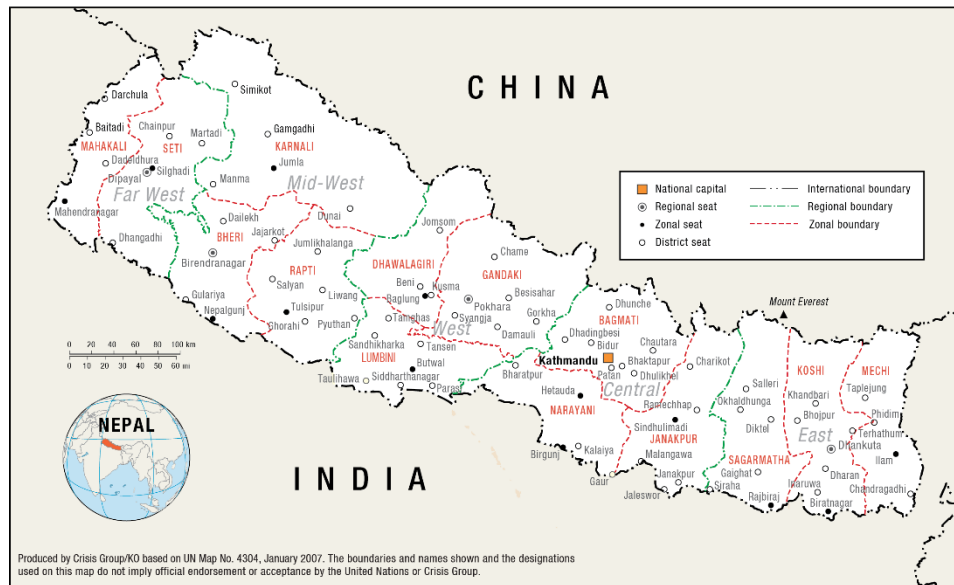 CHINA
Simikot
Darchula
Baitadi
Chainpur
Martadi
Gamgadhi
MAHAKALI
SETI
KARNALI
Dadeldhura
Silghadi
Jumla
Dipayal
Manma
Mid-West
Far West
Mahendranagar
Dailekh
Dunai
Jomsom
Dhangadhi
BHERI
Jajarkot
Jumlikhalanga
Chame
Birendranagar
RAPTI
DHAWALAGIRI
GANDAKI
Salyan
Beni
Kusma
Gulariya
Liwang
Baglung
Pokhara
Besisahar
Nepalgunj
Tulsipur
Ghorahi
Pyuthan
Tamghas
West
Syangja
Gorkha
Damauli
Sandhikharka
Tansen
LUMBINI
Butwal
Taulihawa
Siddharthanagar
Parasi
Bharatpur
Dhunche
BAGMATI
Dhadingbesi
Bidur
Chautara
Kathmandu
Bhaktapur
Charikot
Patan
Dhulikhel
Central
Hetauda
NARAYANI
Ramechhap
Sindhulimadi
JANAKPUR
Birgunj
Kalaiya
Malangawa
Gaur
Janakpur
Jaleswor
Siraha
Mount Everest
KOSHI
MECHI
Salleri
Khandbari
Taplejung
Okhaldhunga
Bhojpur
Phidim
Diktel
East
Terhathum
Dhankuta
SAGARMATHA
Ilam
Gaighat
Dharan
Inaruwa
Chandragadhi
Rajbiraj
Biratnagar
National capital
Regional seat
Zonal seat
District seat
International boundary
Regional boundary
Zonal boundary
0 20 40 60 80 100 km
0 20 40 60 mi
NEPAL
INDIA
Produced by Crisis Group/KO based on UN Map No. 4304, January 2007. The boundaries and names shown and the designations
used on this map do not imply official endorsement or acceptance by the United Nations or Crisis Group.